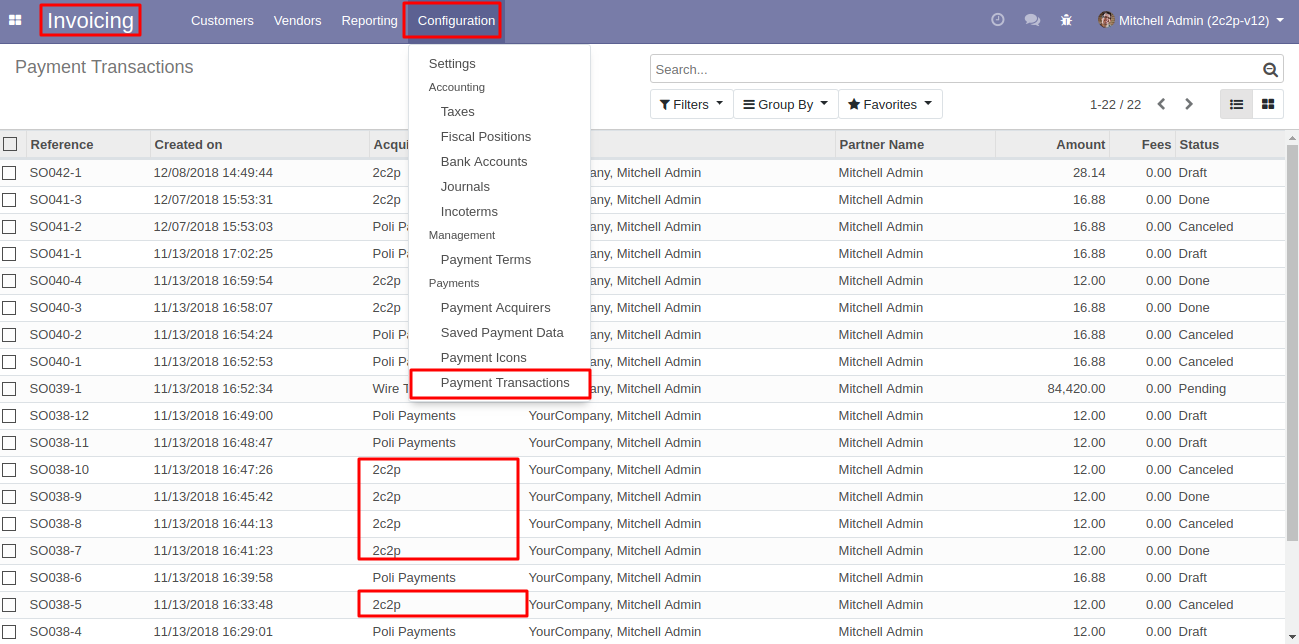 Invoicing Customers Vendors Reporting Configuration Mitchell Admin (2c2p-v12)
Payment Transactions
Search...
Filters Group By Favorites 1-22 / 22
Settings
Accounting
Taxes
Fiscal Positions
Bank Accounts
Journals
Incoterms
Management
Payment Terms
Payments
Payment Acquirers
Saved Payment Data
Payment Icons
Payment Transactions
Reference Created on Acqui Partner Name Amount Fees Status
SO042-1 12/08/2018 14:49:44 2c2p any, Mitchell Admin Mitchell Admin 28.14 0.00 Draft
SO041-3 12/07/2018 15:53:31 2c2p any, Mitchell Admin Mitchell Admin 16.88 0.00 Done
SO041-2 12/07/2018 15:53:03 Poli Pa any, Mitchell Admin Mitchell Admin 16.88 0.00 Canceled
SO041-1 11/13/2018 17:02:25 Poli Pa any, Mitchell Admin Mitchell Admin 16.88 0.00 Draft
SO040-4 11/13/2018 16:59:54 2c2p any, Mitchell Admin Mitchell Admin 12.00 0.00 Done
SO040-3 11/13/2018 16:58:07 2c2p any, Mitchell Admin Mitchell Admin 16.88 0.00 Done
SO040-2 11/13/2018 16:54:24 Poli Pa any, Mitchell Admin Mitchell Admin 16.88 0.00 Canceled
SO040-1 11/13/2018 16:52:53 Poli Pa any, Mitchell Admin Mitchell Admin 16.88 0.00 Canceled
SO039-1 11/13/2018 16:52:34 Wire T any, Mitchell Admin Mitchell Admin 84,420.00 0.00 Pending
SO038-12 11/13/2018 16:49:00 Poli Payments YourCompany, Mitchell Admin Mitchell Admin 12.00 0.00 Draft
SO038-11 11/13/2018 16:48:47 Poli Payments YourCompany, Mitchell Admin Mitchell Admin 12.00 0.00 Draft
SO038-10 11/13/2018 16:47:26 2c2p YourCompany, Mitchell Admin Mitchell Admin 12.00 0.00 Canceled
SO038-9 11/13/2018 16:45:42 2c2p YourCompany, Mitchell Admin Mitchell Admin 12.00 0.00 Done
SO038-8 11/13/2018 16:44:13 2c2p YourCompany, Mitchell Admin Mitchell Admin 12.00 0.00 Canceled
SO038-7 11/13/2018 16:41:23 2c2p YourCompany, Mitchell Admin Mitchell Admin 12.00 0.00 Done
SO038-6 11/13/2018 16:39:58 Poli Payments YourCompany, Mitchell Admin Mitchell Admin 16.88 0.00 Draft
SO038-5 11/13/2018 16:33:48 2c2p YourCompany, Mitchell Admin Mitchell Admin 12.00 0.00 Canceled
SO038-4 11/13/2018 16:29:01 Poli Payments YourCompany, Mitchell Admin Mitchell Admin 12.00 0.00 Draft